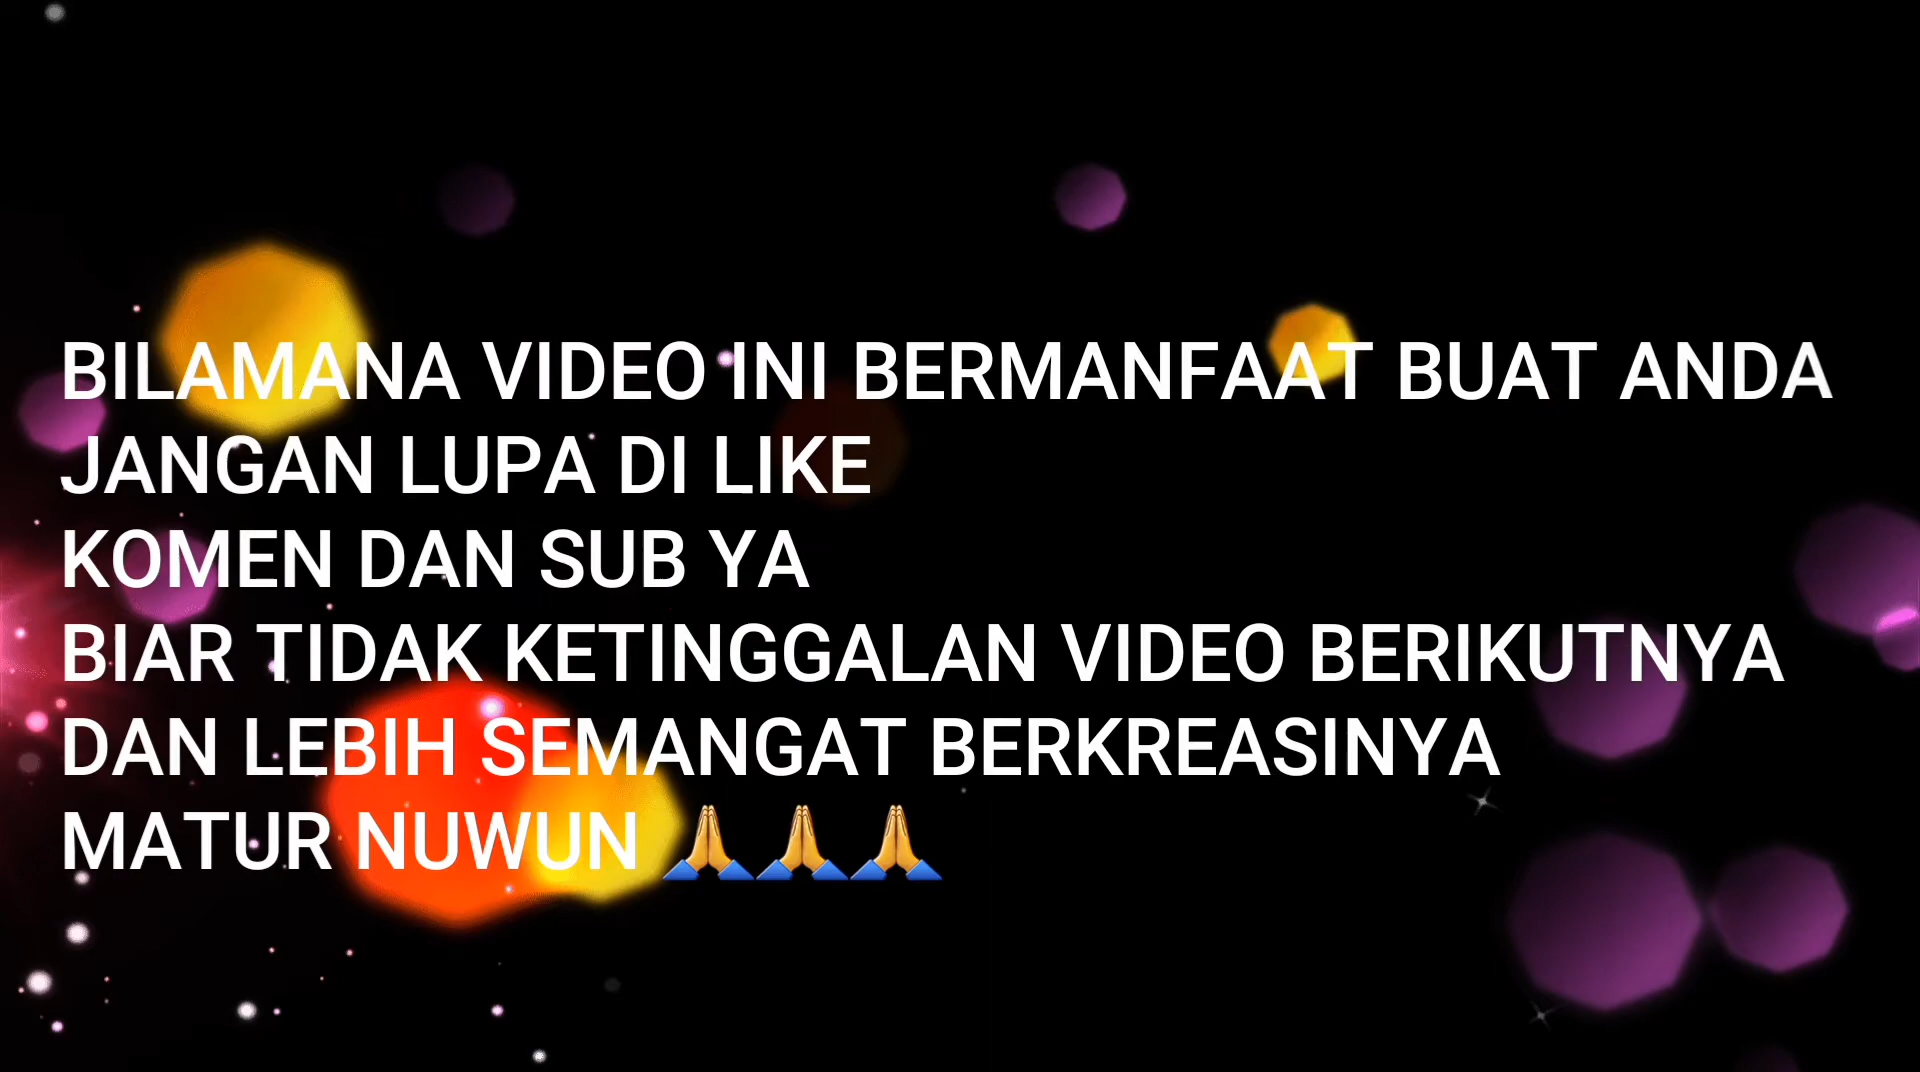 BILAMANA VIDEO INI BERMANFAAT BUAT ANDA
JANGAN LUPA DI LIKE
KOMEN DAN SUB YA
BIAR TIDAK KETINGGALAN VIDEO BERIKUTNYA
DAN LEBIH SEMANGAT BERKREASINYA
MATUR NUWUN 🙏🙏🙏